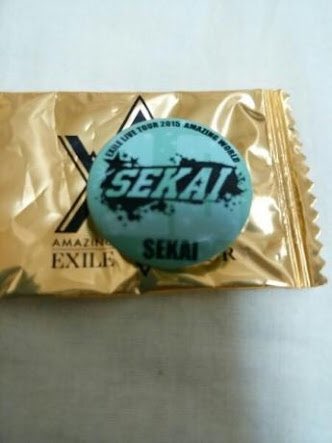 EXILE LIVE TOUR 2015 AMAZING WORLD
SEKAI
SEKAI
AMAZING
EXILE
R